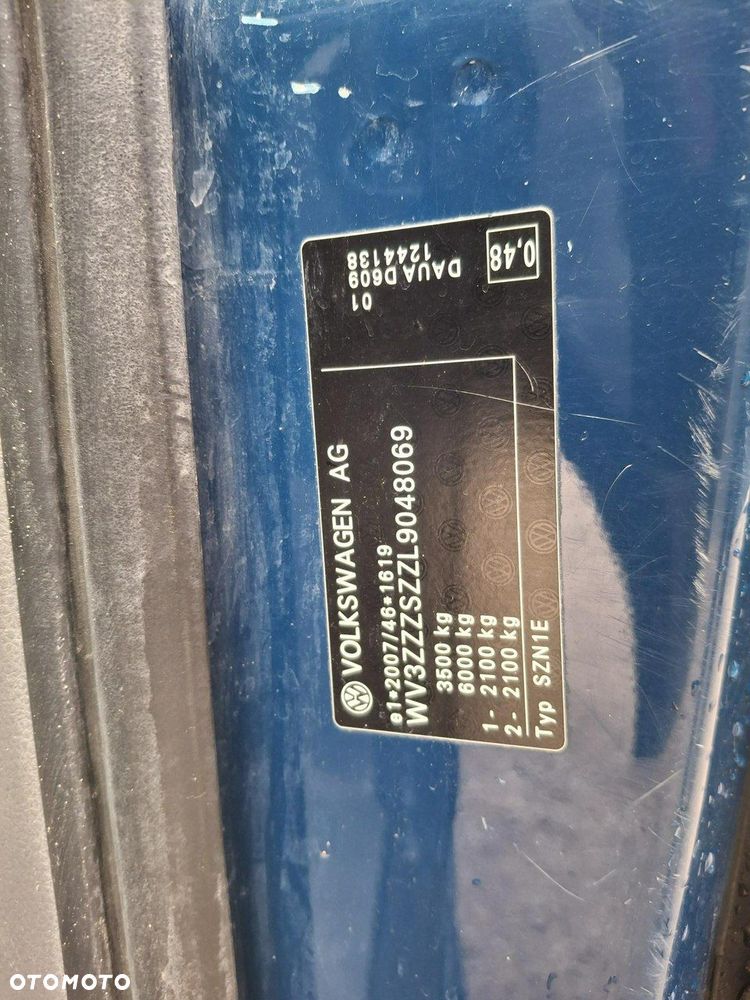 VOLKSWAGEN AG
e1*2007/46*1619
WV3ZZZSZZL9048069
3500 kg
6000 kg
1- 2100 kg
2- 2100 kg
Typ SZN1E
01
DAUA D609
1244138
0,48
OTOMOTO